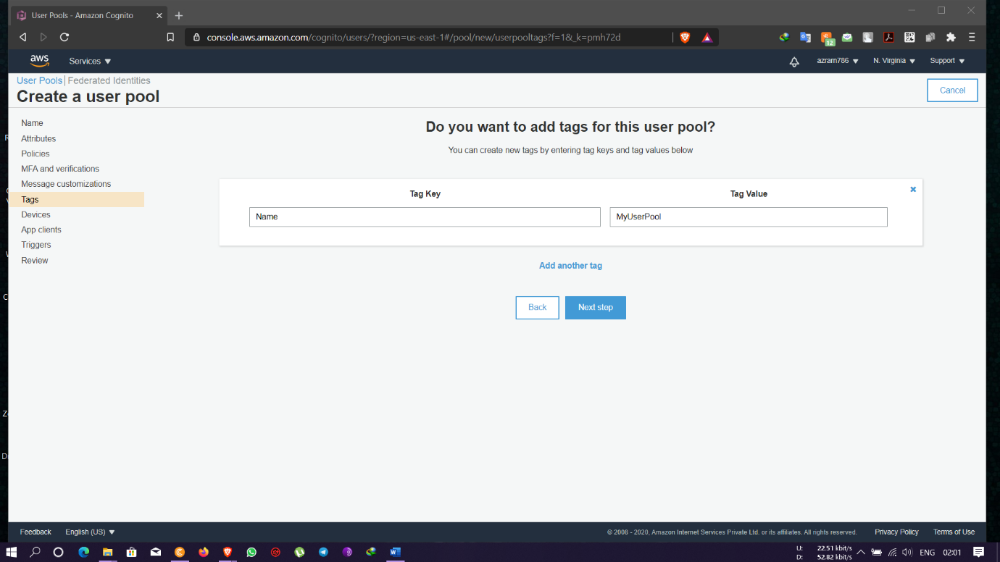 User Pools - Amazon Cognito
console.aws.amazon.com/cognito/users/?region=us-east-1#/pool/new/userpooltags?f=1&_k=pmh72d
12
aws
Services
azram786
N. Virginia
Support
User Pools | Federated Identities
Create a user pool
Cancel
Name
Attributes
Policies
MFA and verifications
Message customizations
Tags
Devices
App clients
Triggers
Review
Do you want to add tags for this user pool?
You can create new tags by entering tag keys and tag values below
Tag Key
Tag Value
Name
MyUserPool
Add another tag
Back
Next step
Feedback
English (US)
© 2008 - 2020, Amazon Internet Services Private Ltd. or its affiliates. All rights reserved.
Privacy Policy
Terms of Use
U: 22.51 kbit/s
D: 52.82 kbit/s
ENG
02:01